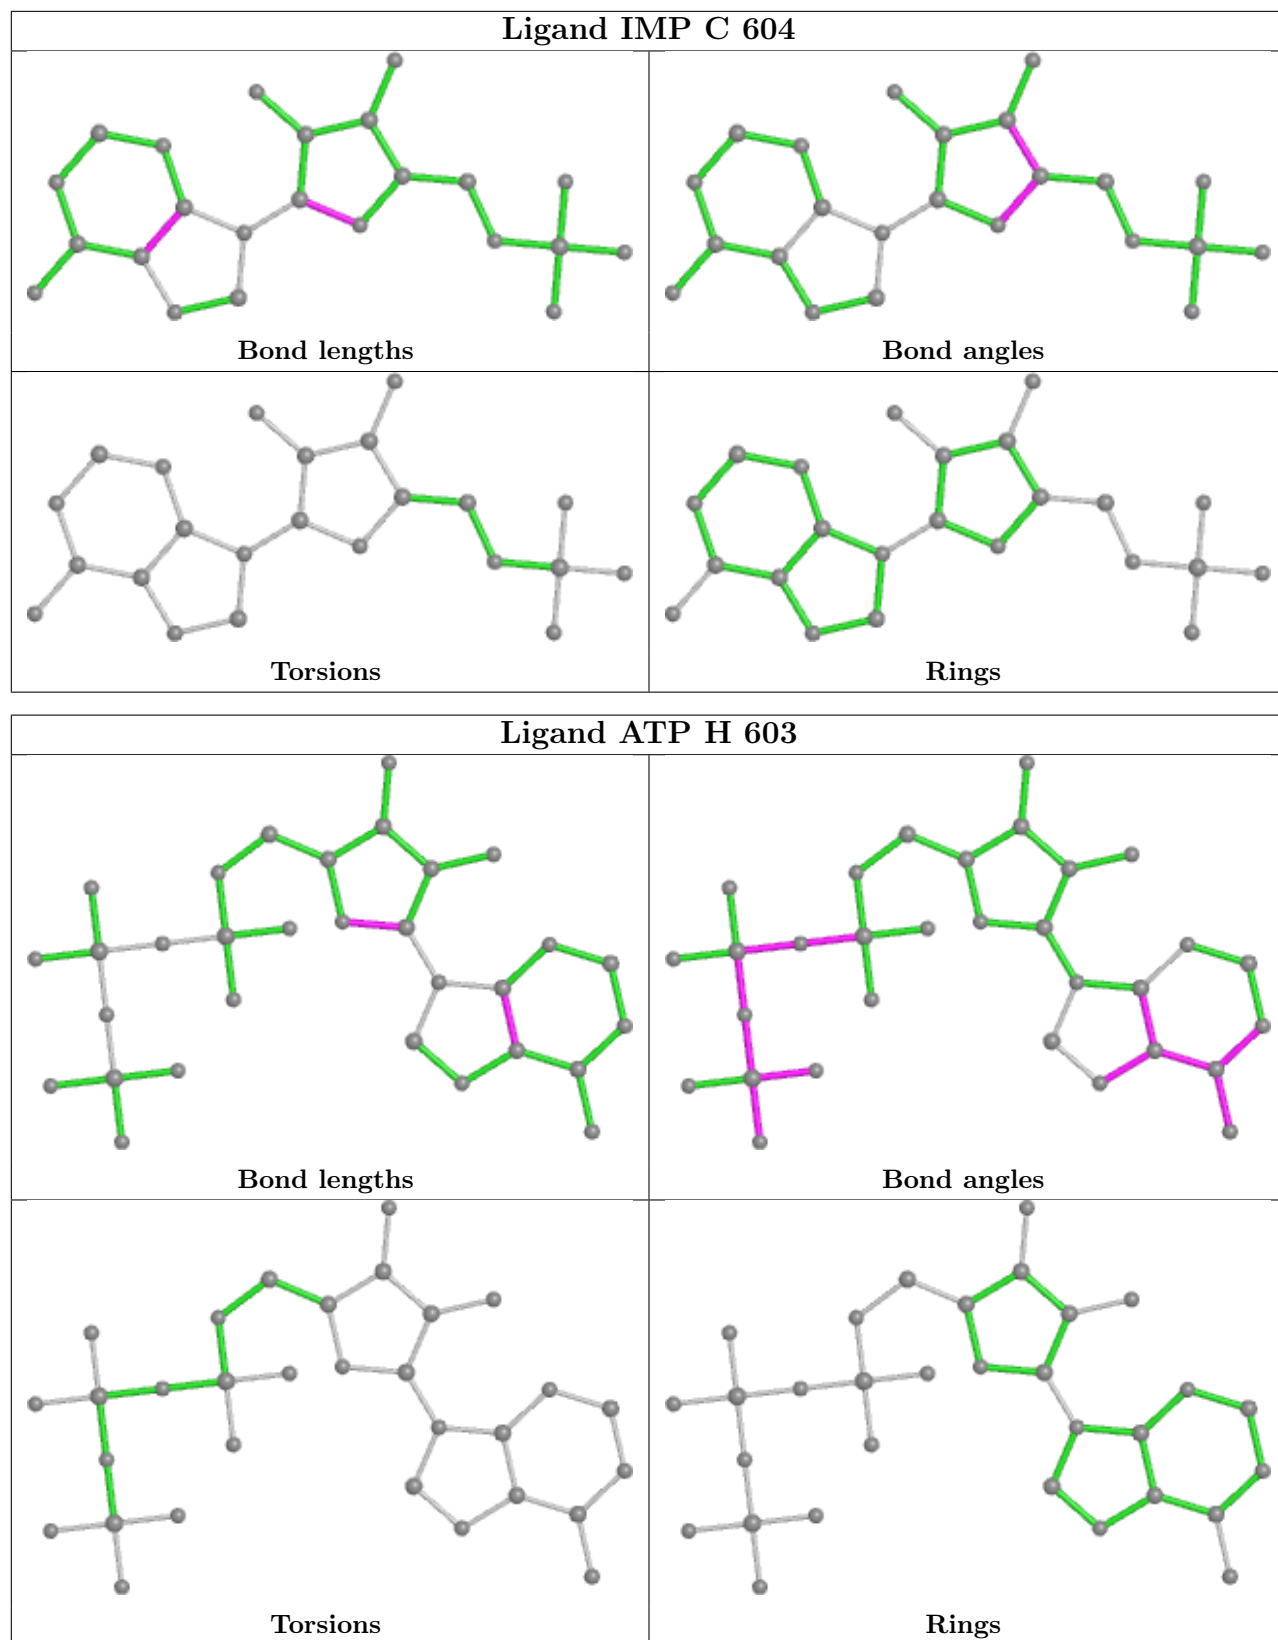 Ligand IMP C 604
Bond lengths
Bond angles
Torsions
Rings
Ligand ATP H 603
Bond lengths
Bond angles
Torsions
Rings